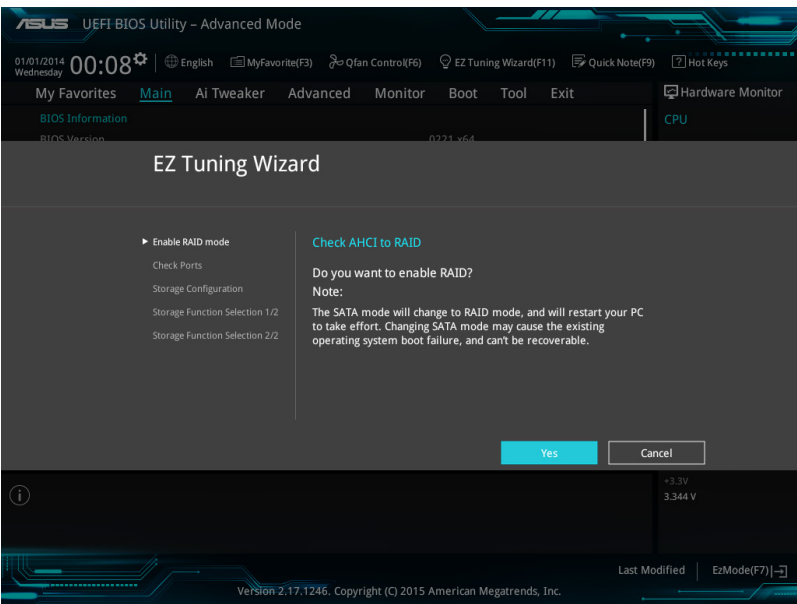 ASUS UEFI BIOS Utility – Advanced Mode
01/01/2014 Wednesday 00:08 English MyFavorite(F3) Qfan Control(F6) EZ Tuning Wizard(F11) Quick Note(F9) ? Hot Keys
My Favorites Main Ai Tweaker Advanced Monitor Boot Tool Exit Hardware Monitor
BIOS Information CPU
BIOS Version 0221 x64
EZ Tuning Wizard
Enable RAID mode
Check Ports
Storage Configuration
Storage Function Selection 1/2
Storage Function Selection 2/2
Check AHCI to RAID
Do you want to enable RAID?
Note:
The SATA mode will change to RAID mode, and will restart your PC
to take effort. Changing SATA mode may cause the existing
operating system boot failure, and can't be recoverable.
Yes Cancel
+3.3V
3.344 V
Last Modified EzMode(F7)
Version 2.17.1246. Copyright (C) 2015 American Megatrends, Inc.